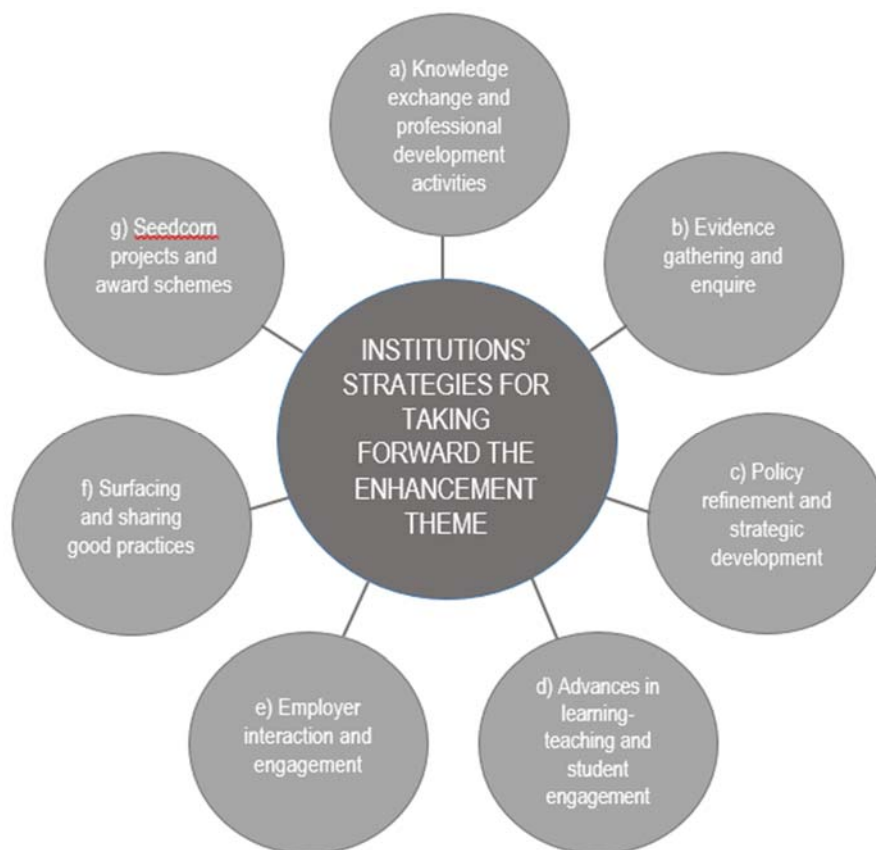 a) Knowledge
exchange and
professional
development
activities
b) Evidence
gathering and
enquire
c) Policy
refinement and
strategic
development
d) Advances in
learning-
teaching and
student
engagement
e) Employer
interaction and
engagement
f) Surfacing
and sharing
good practices
g) Seedcorn
projects and
award schemes
INSTITUTIONS’
STRATEGIES FOR
TAKING
FORWARD THE
ENHANCEMENT
THEME